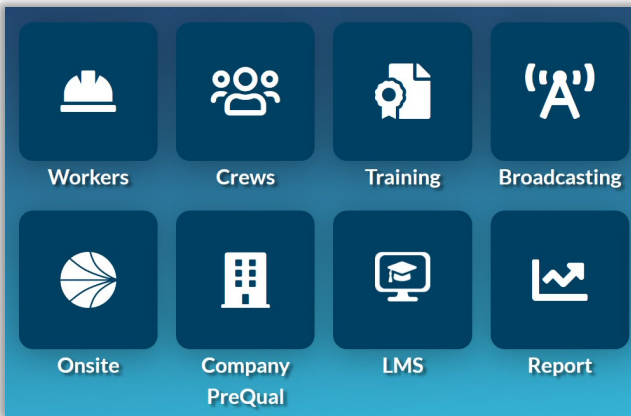 Workers
Crews
Training
Broadcasting
Onsite
Company
PreQual
LMS
Report